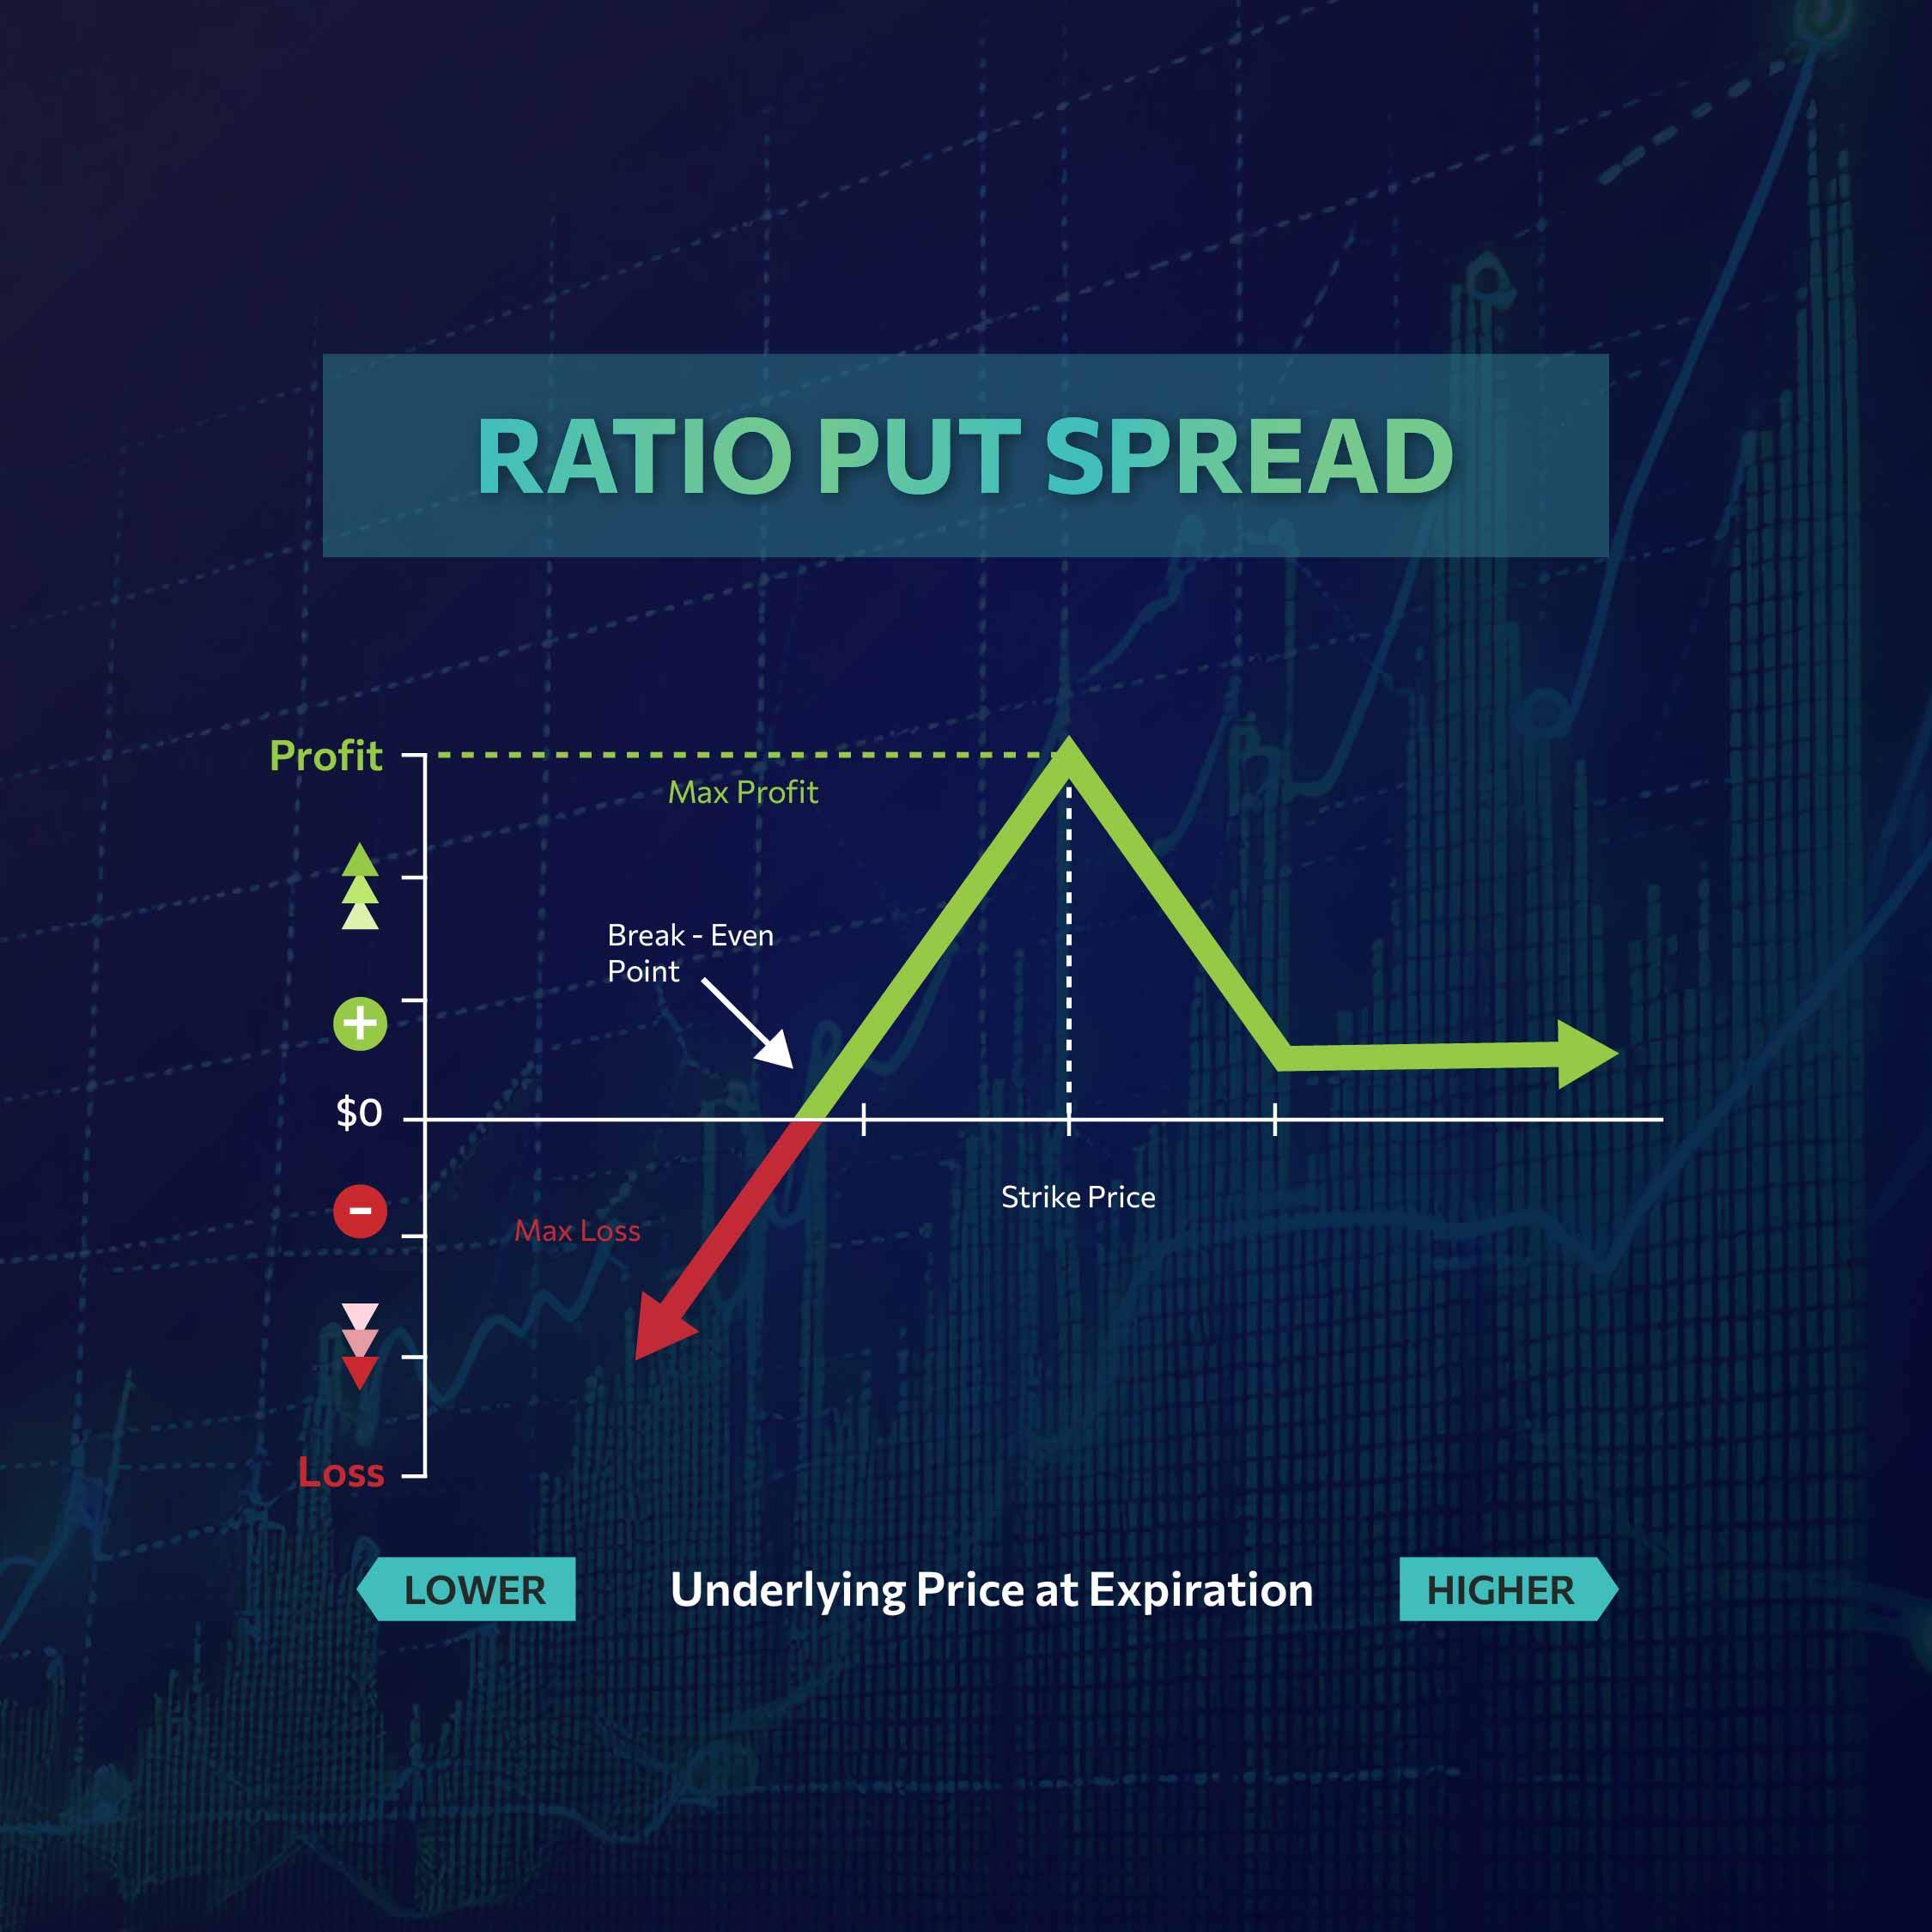 RATIO PUT SPREAD
Profit
Max Profit
Break - Even
Point
+
$0
-
Strike Price
Max Loss
Loss
LOWER
Underlying Price at Expiration
HIGHER